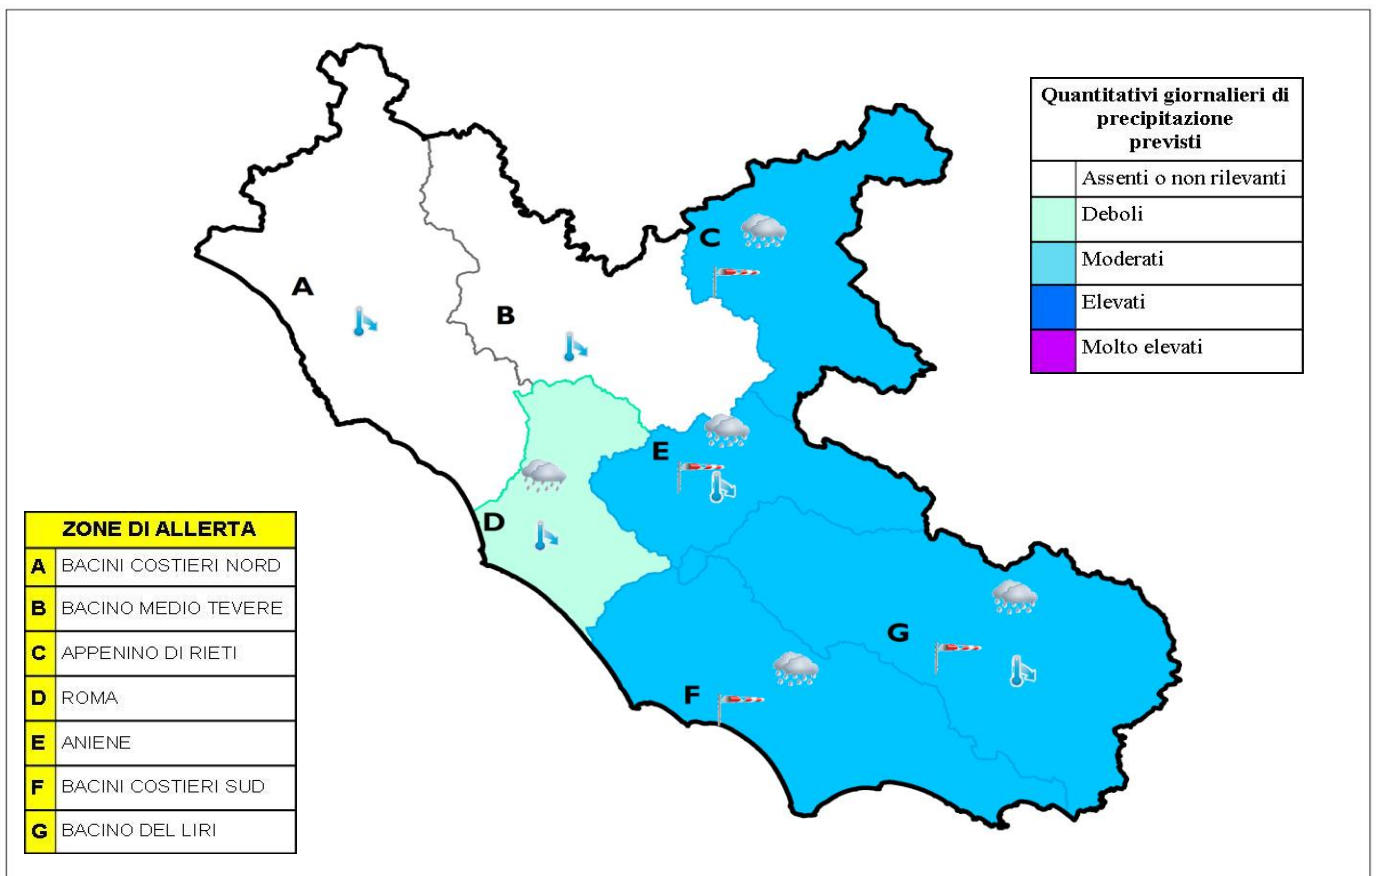 Quantitativi giornalieri di
precipitazione
previsti
Assenti o non rilevanti
Deboli
Moderati
Elevati
Molto elevati
A
B
C
D
E
F
G
ZONE DI ALLERTA
A BACINI COSTIERI NORD
B BACINO MEDIO TEVERE
C APPENINO DI RIETI
D ROMA
E ANIENE
F BACINI COSTIERI SUD
G BACINO DEL LIRI